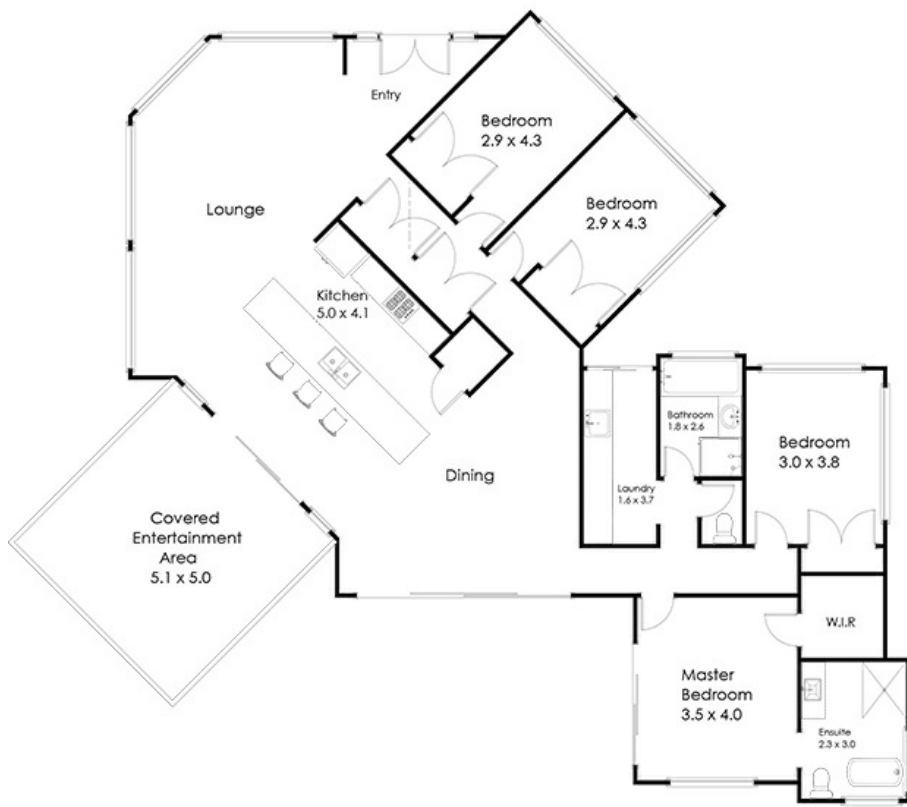 Entry
Bedroom
2.9 x 4.3
Bedroom
2.9 x 4.3
Lounge
Kitchen
5.0 x 4.1
Bathroom
1.8 x 2.6
Bedroom
3.0 x 3.8
Dining
Laundry
1.6 x 3.7
Covered
Entertainment
Area
5.1 x 5.0
W.I.R
Master
Bedroom
3.5 x 4.0
Ensuite
2.3 x 3.0